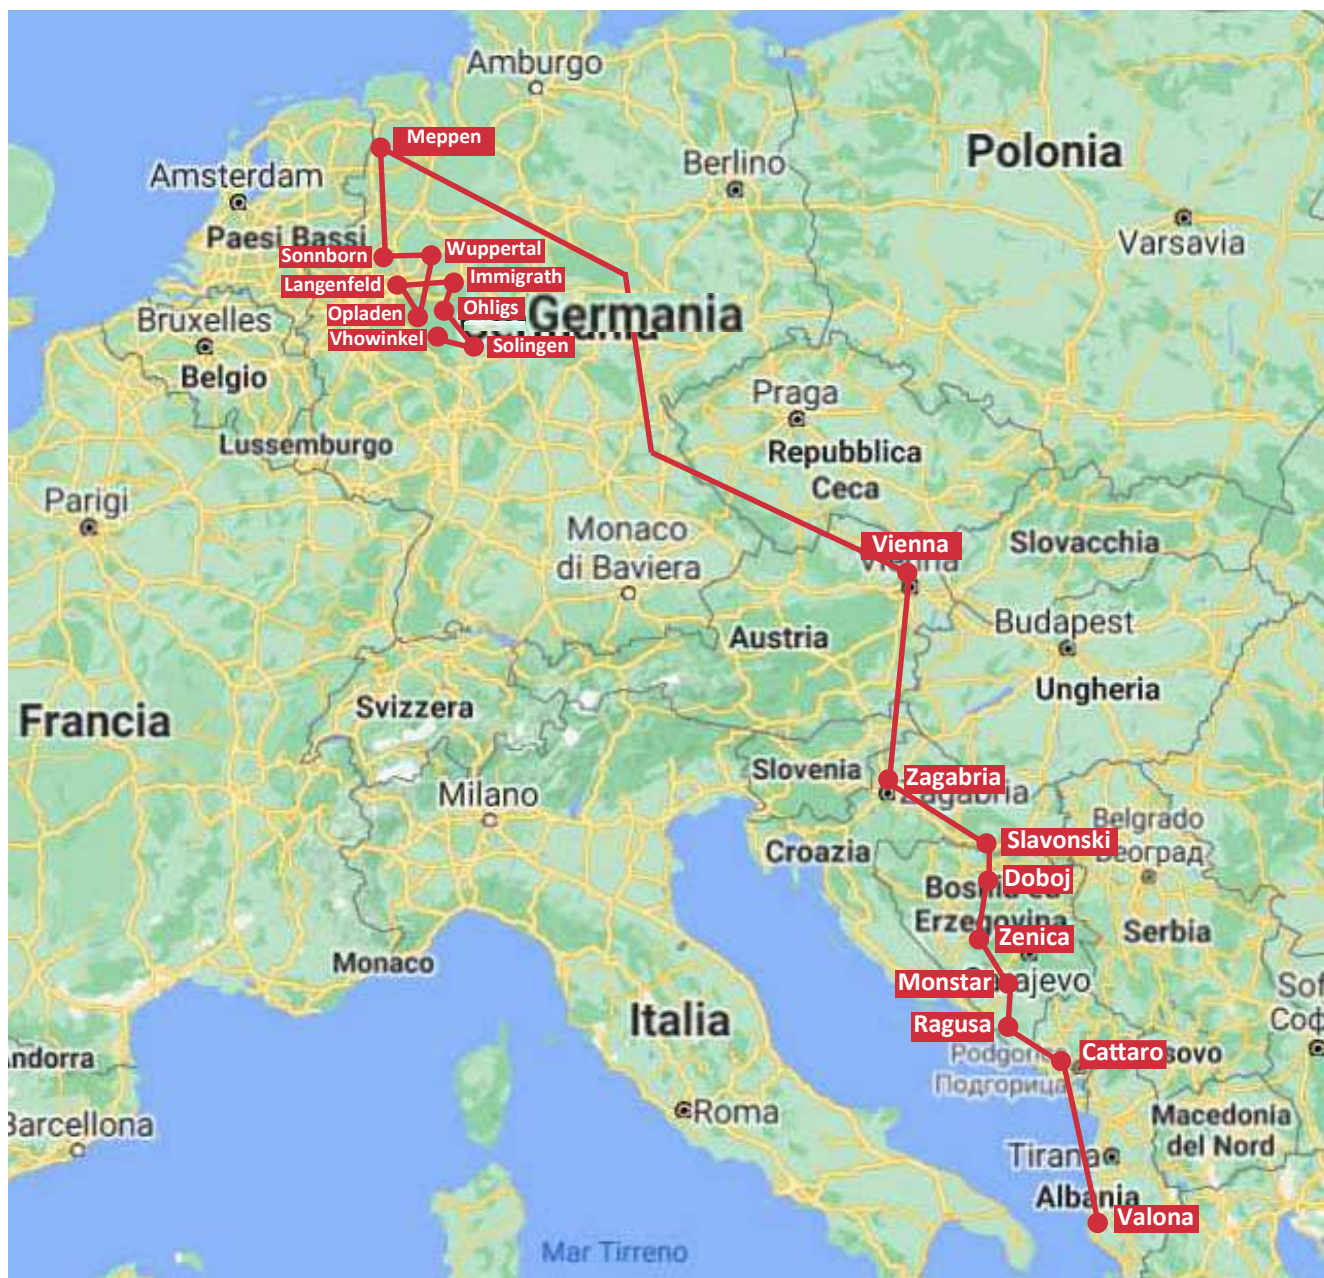 Amburgo
Meppen
Polonia
Berlino
Amsterdam
Varsavia
Paesi Bassi
Wuppertal
Sonnborn
Immigrath
Langenfeld
Ohligs
Opladen
Germania
Bruxelles
Vhowinkel
Solingen
Belgio
Praga
Lussemburgo
Repubblica
Ceca
Parigi
Monaco
di Baviera
Vienna
Slovacchia
Budapest
Austria
Ungheria
Svizzera
Francia
Slovenia
Zagabria
Zagabria
Milano
Belgrado
Београд
Slavonski
Croazia
Doboj
Erzegovina
Zenica
Serbia
Monaco
Monstar
Italia
Ragusa
Cattaro
Roma
Подгорица
Macedonia
del Nord
Tirana
Albania
Valona
Barcellona
Mar Tirreno